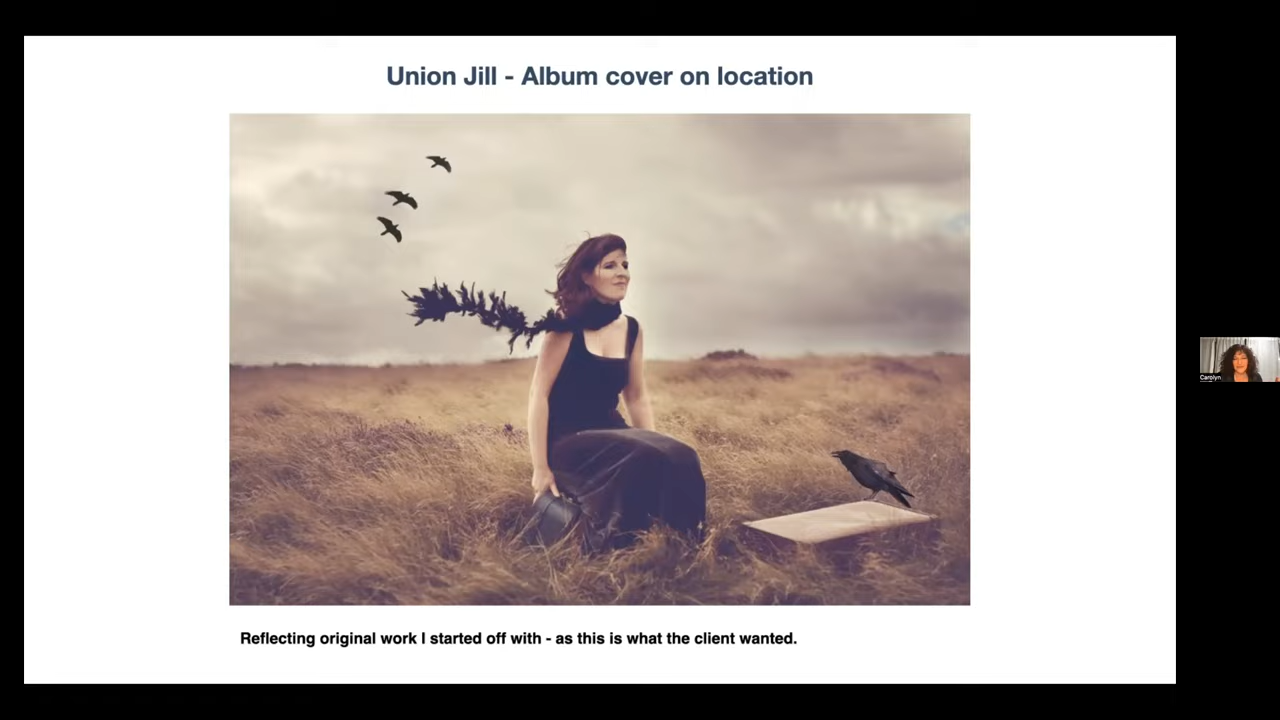 Union Jill - Album cover on location
Carolyn
Reflecting original work I started off with - as this is what the client wanted.